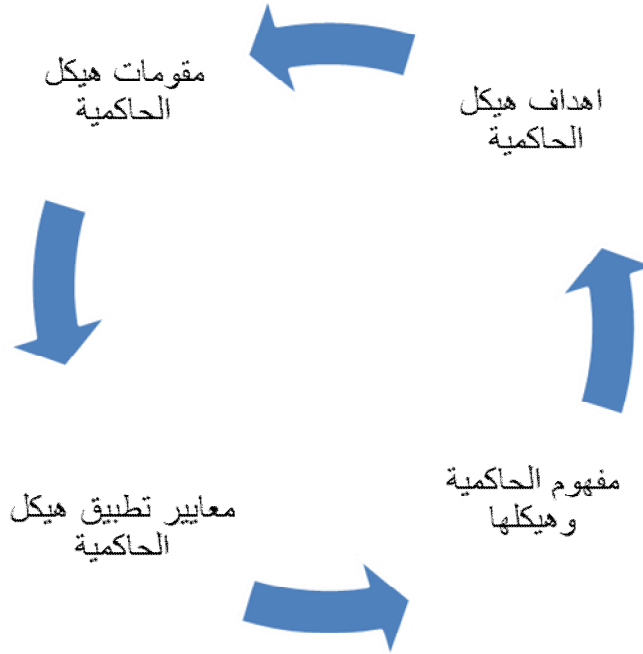 اهداف هيكل
الحاكمية
مقومات هيكل
الحاكمية
معايير تطبيق هيكل
الحاكمية
مفهوم الحاكمية
وهيكلها